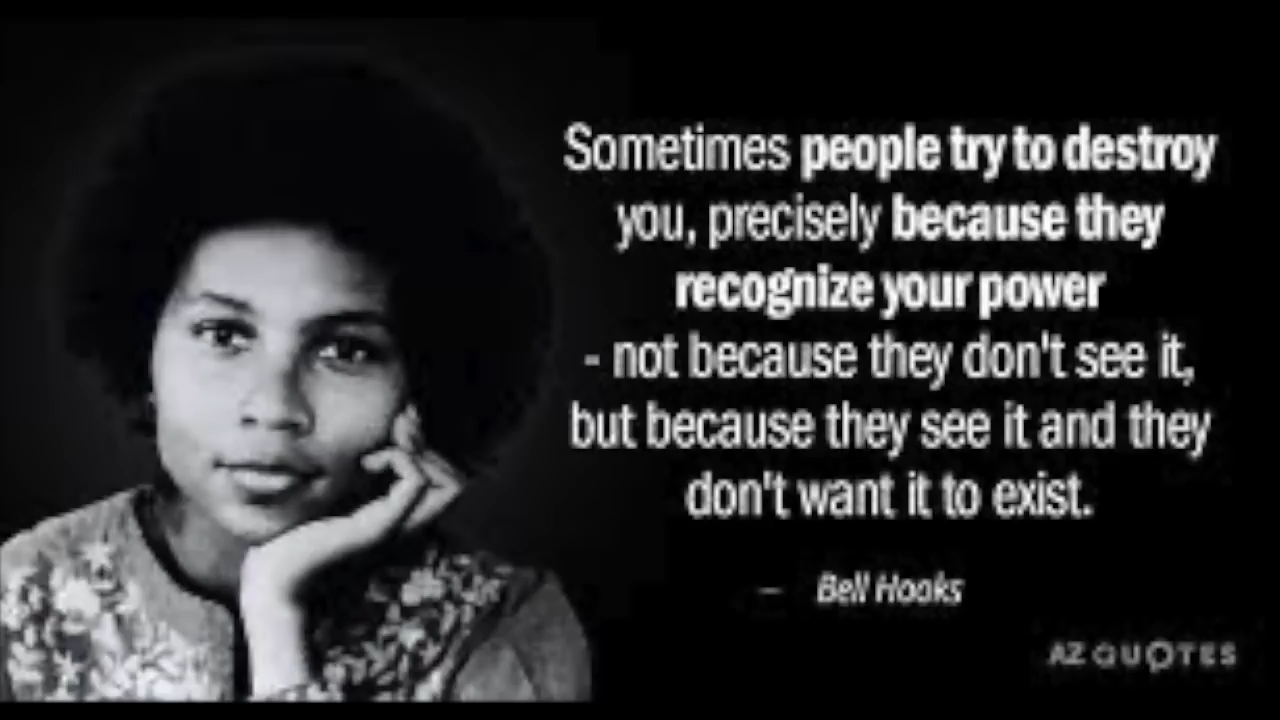 Sometimes people try to destroy
you, precisely because they
recognize your power
- not because they don't see it,
but because they see it and they
don't want it to exist.
— Bell Hooks
AZ QUOTES